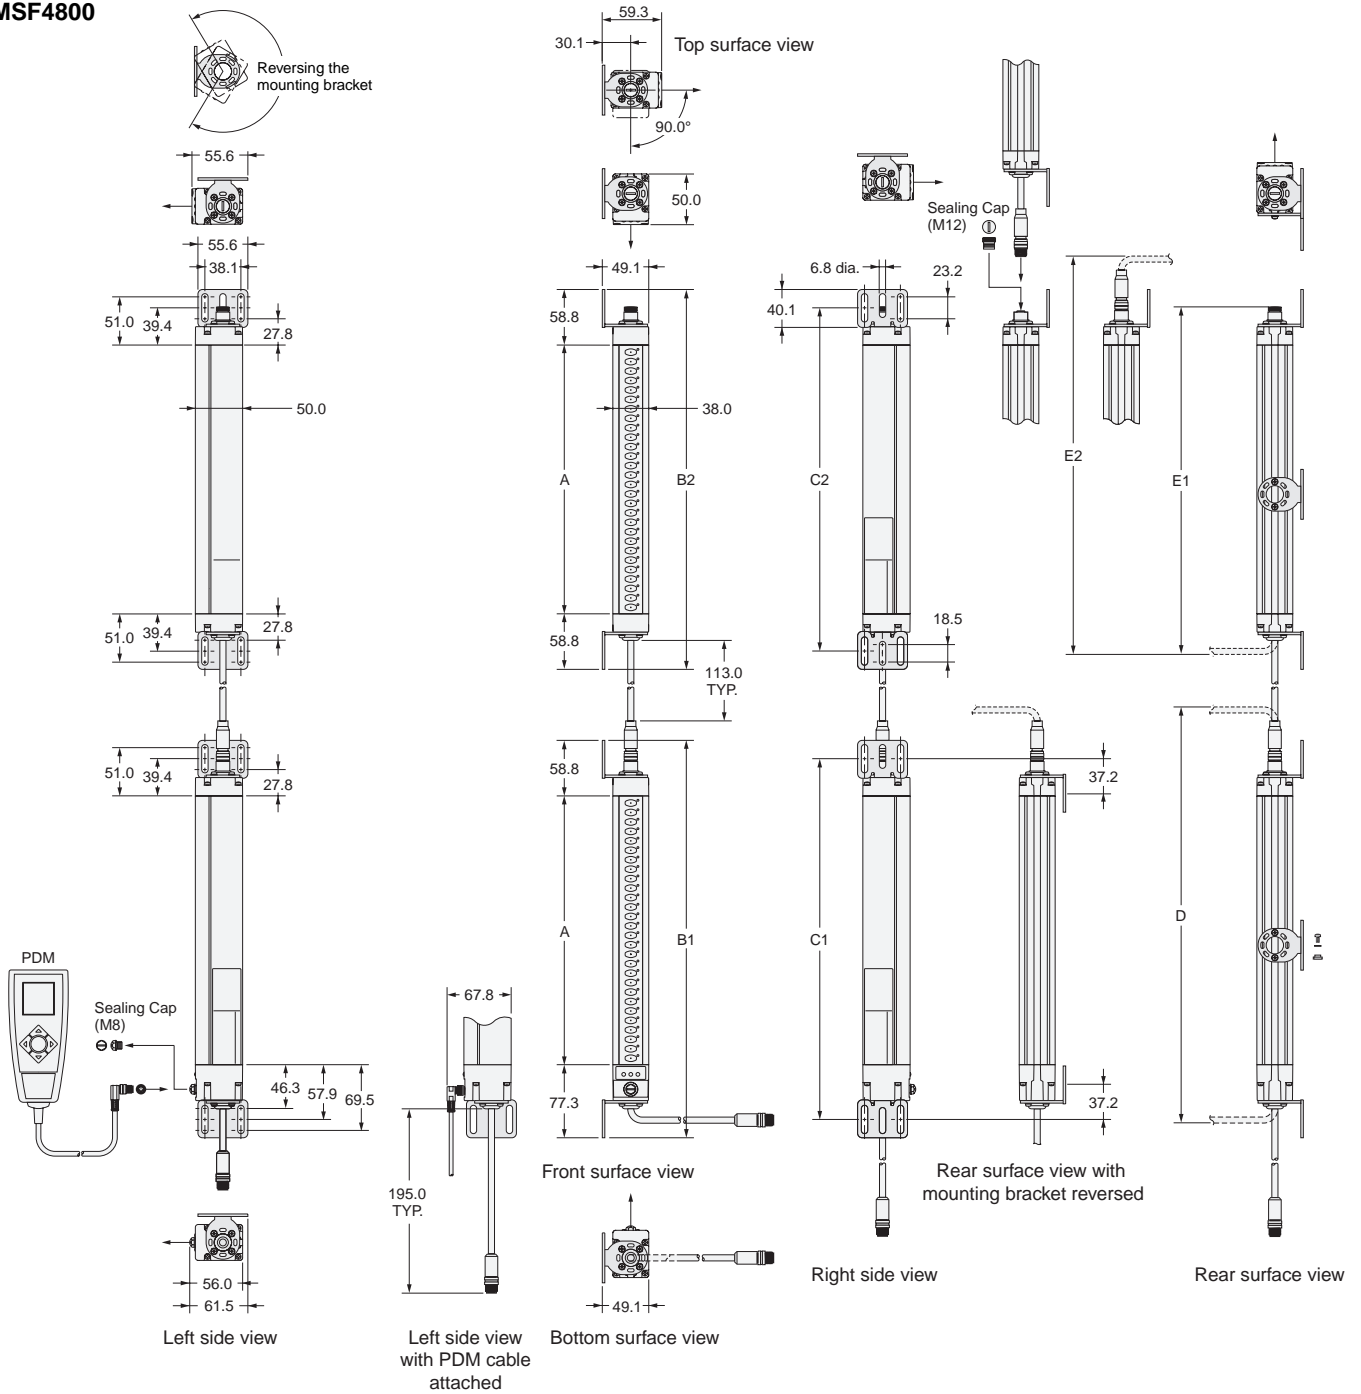 MSF4800
Reversing the
mounting bracket
59.3
30.1
Top surface view
90.0°
55.6
50.0
Sealing Cap
(M12)
55.6
38.1
49.1
6.8 dia.
23.2
51.0
39.4
27.8
58.8
40.1
50.0
38.0
A
B2
C2
E2
E1
51.0
39.4
27.8
58.8
18.5
113.0
TYP.
51.0
39.4
27.8
58.8
37.2
A
B1
C1
D
PDM
Sealing Cap
(M8)
67.8
46.3
57.9
69.5
77.3
37.2
195.0
TYP.
Front surface view
Rear surface view with
mounting bracket reversed
56.0
61.5
49.1
Right side view
Rear surface view
Left side view
Left side view
with PDM cable
attached
Bottom surface view